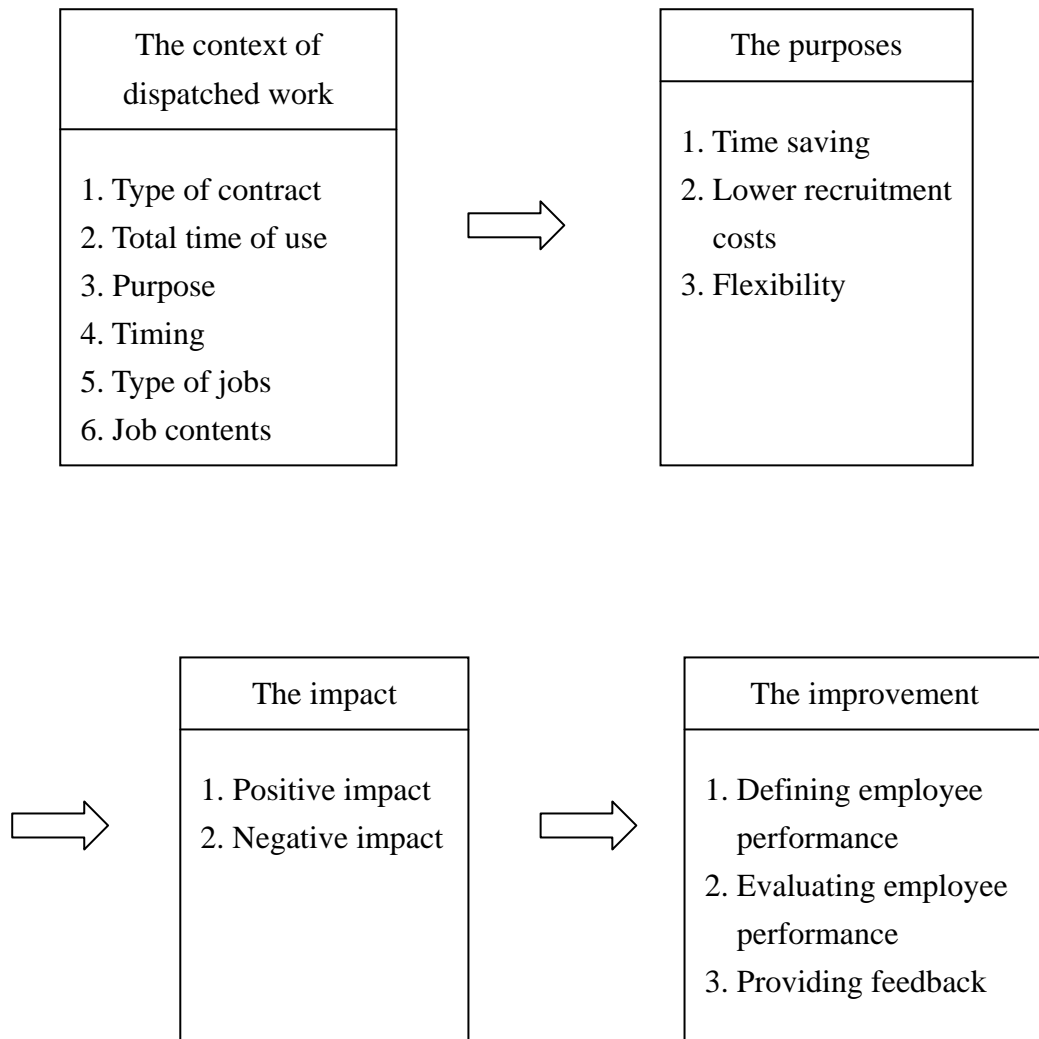 The context of
dispatched work
1. Type of contract
2. Total time of use
3. Purpose
4. Timing
5. Type of jobs
6. Job contents
The purposes
1. Time saving
2. Lower recruitment
costs
3. Flexibility
The impact
1. Positive impact
2. Negative impact
The improvement
1. Defining employee
performance
2. Evaluating employee
performance
3. Providing feedback